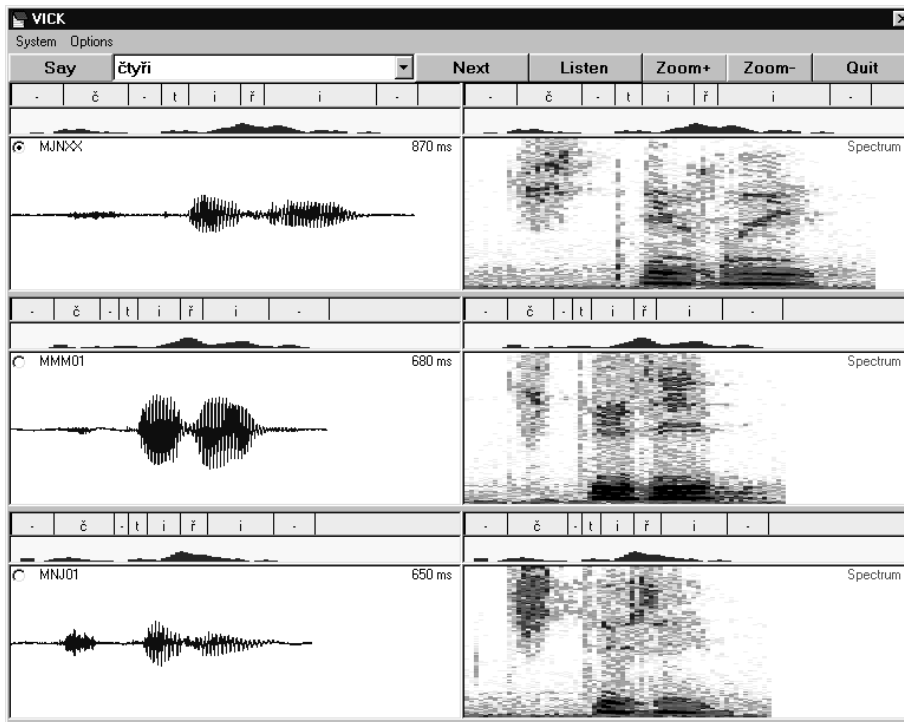 VICK
System Options
Say čtyři Next Listen Zoom+ Zoom- Quit
- č - t i ř i - - č - t i ř i -
MJNXX 870 ms Spectrum
- č - t i ř i - - č - t i ř i -
MMM01 680 ms Spectrum
- č - t i ř i - - č - t i ř i -
MNJ01 650 ms Spectrum